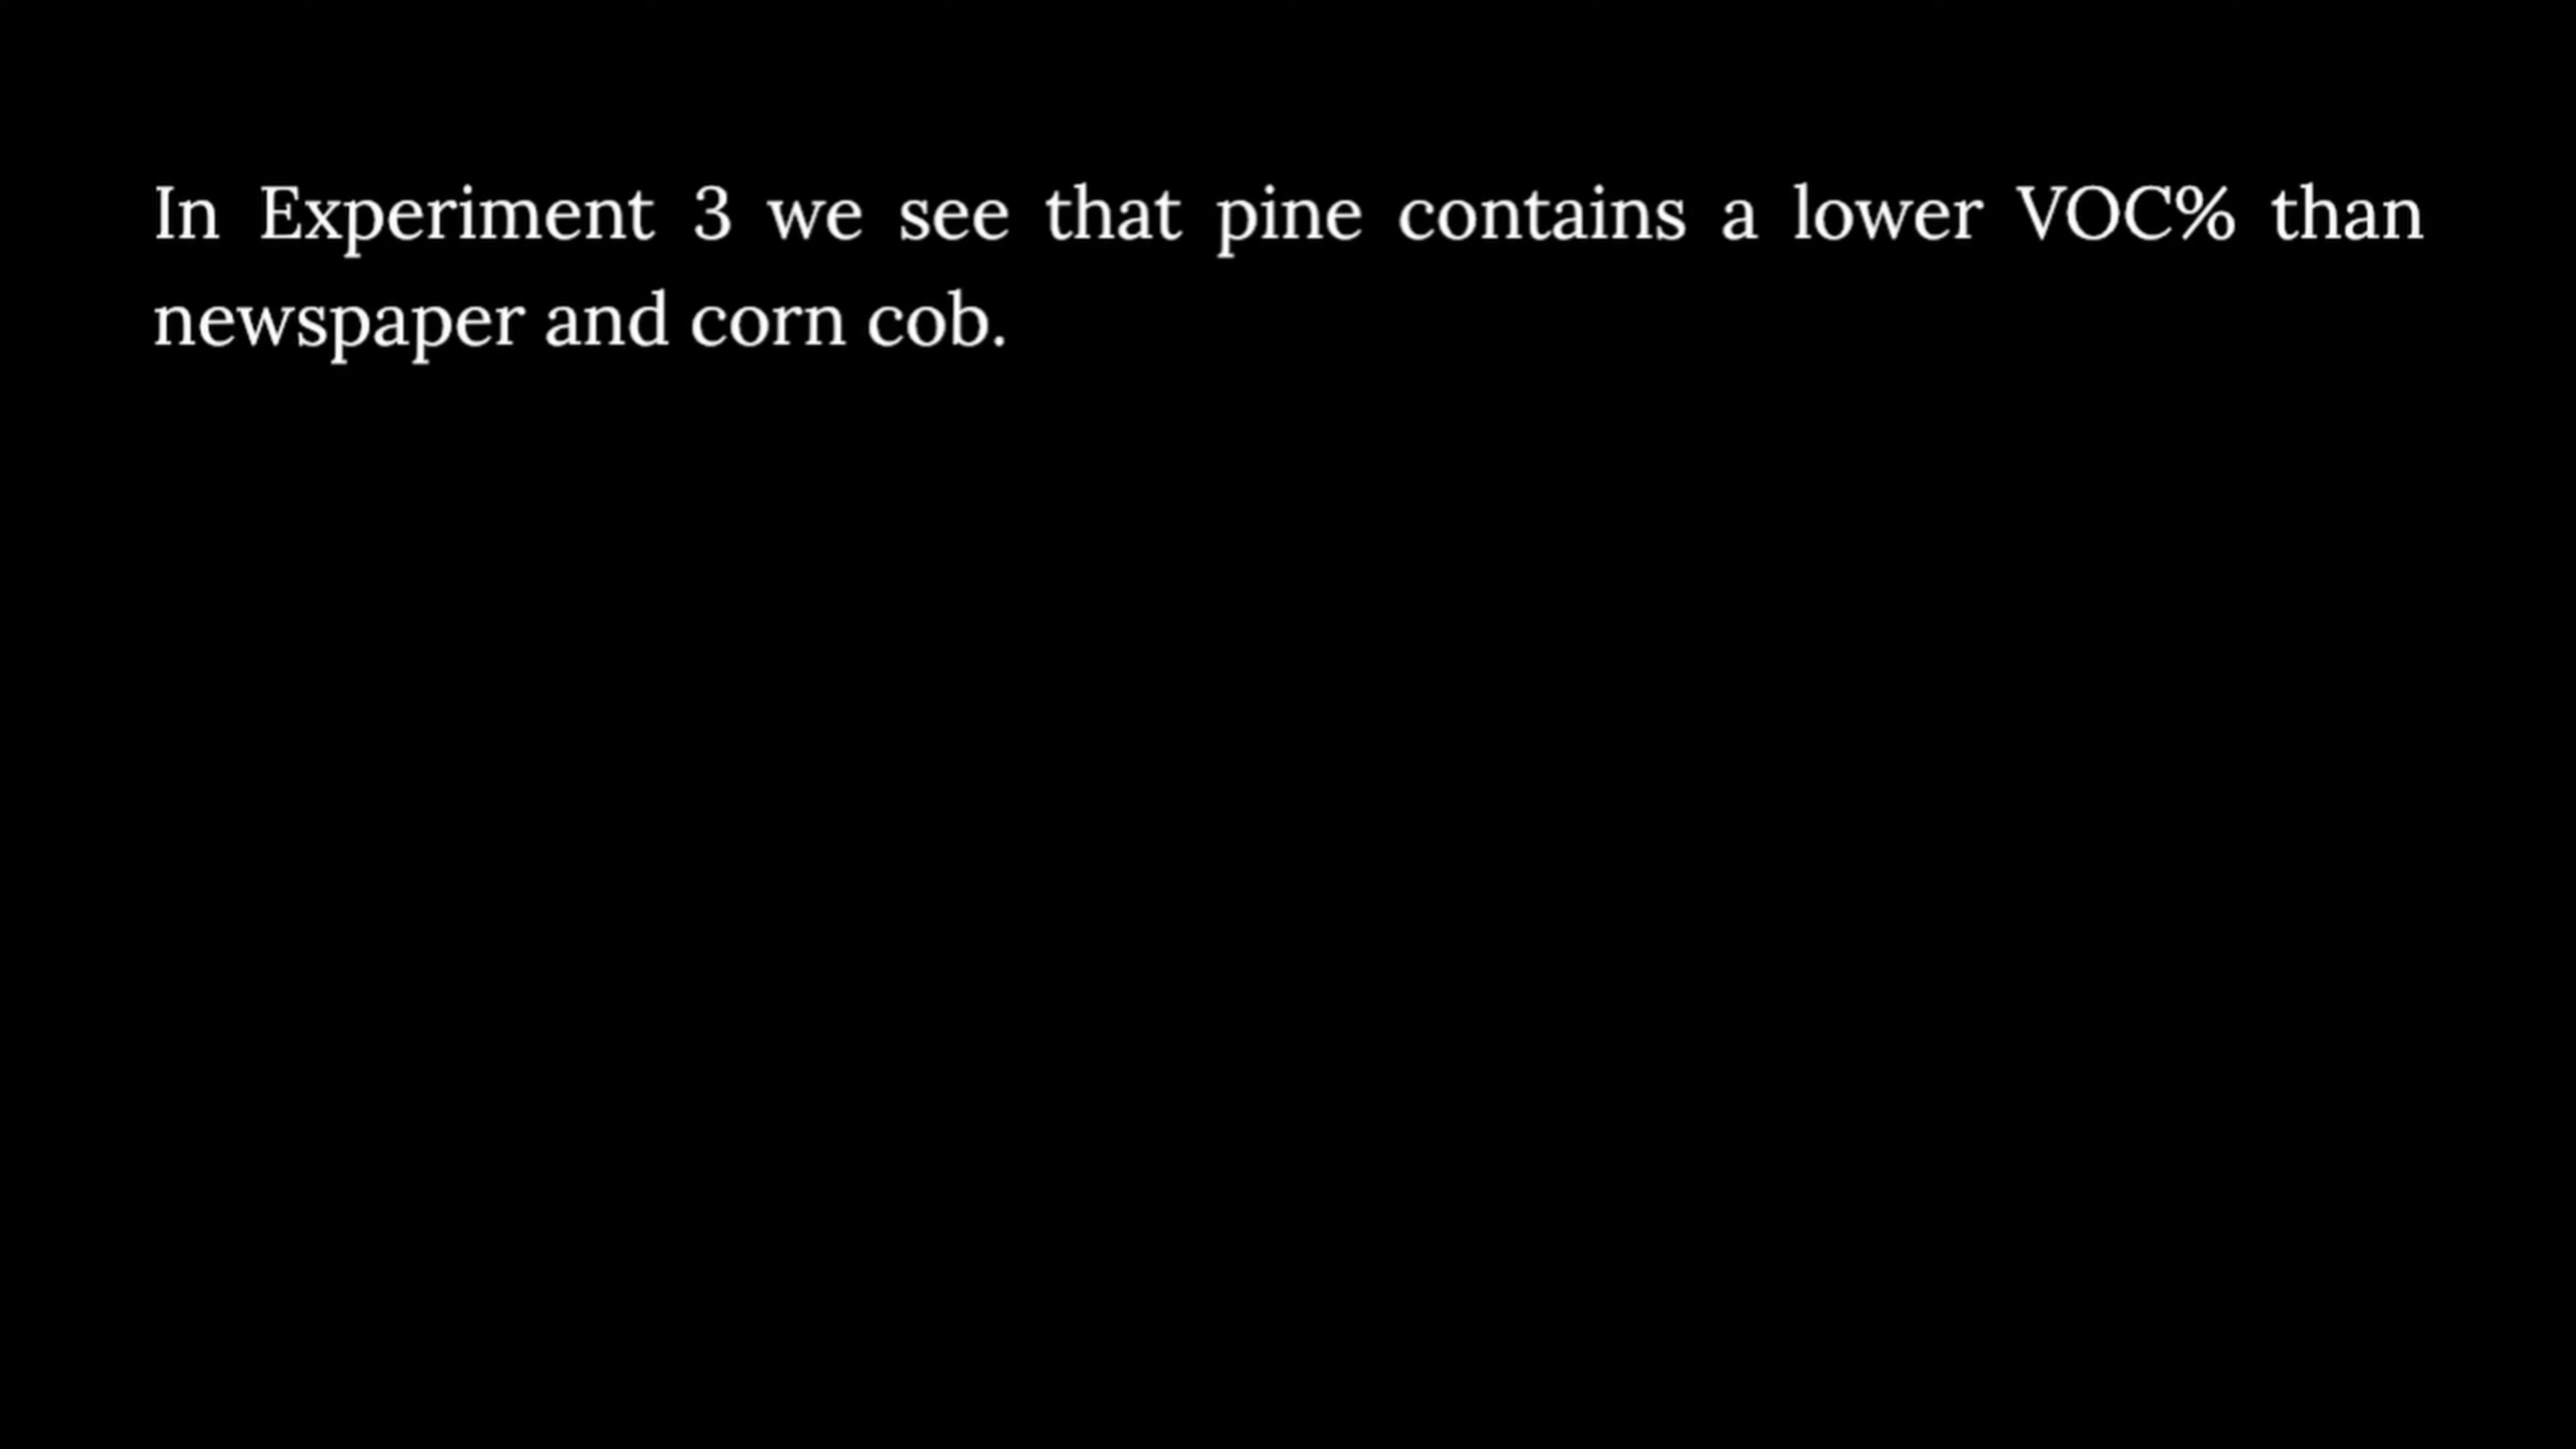 In Experiment 3 we see that pine contains a lower VOC% than
newspaper and corn cob.